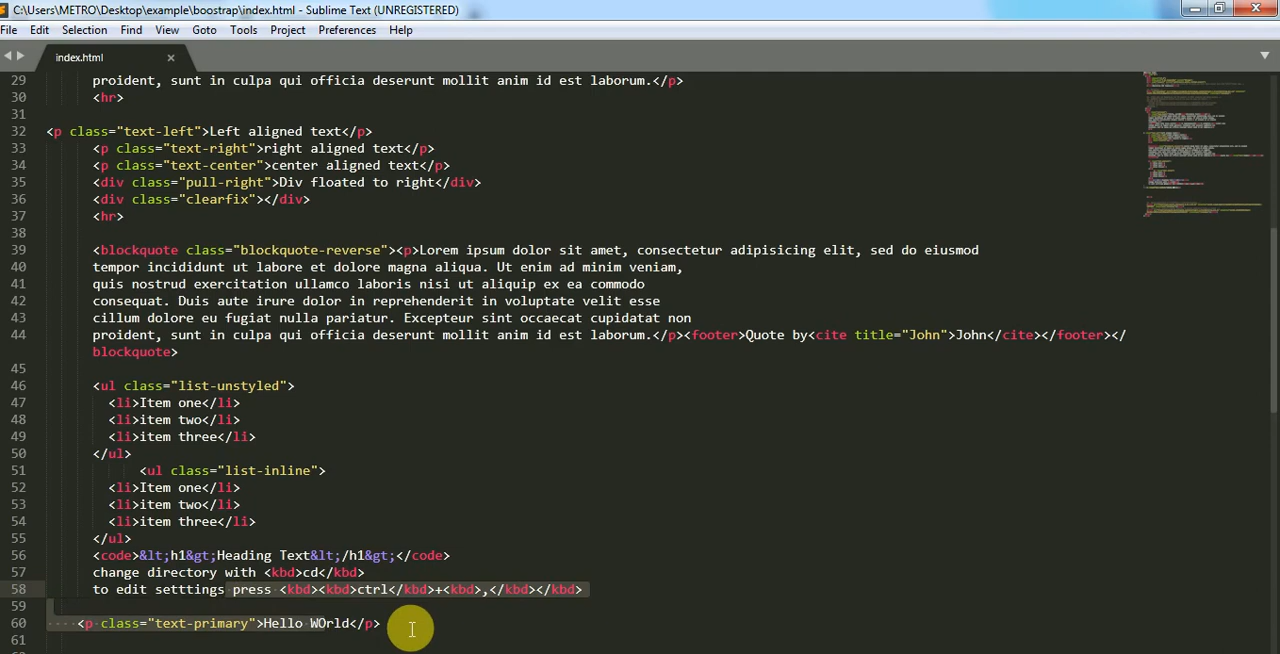 C:\Users\METRO\Desktop\example\boostrap\index.html - Sublime Text (UNREGISTERED)
File Edit Selection Find View Goto Tools Project Preferences Help
index.html
29 proident, sunt in culpa qui officia deserunt mollit anim id est laborum.</p>
30 <hr>
31
32 <p class="text-left">Left aligned text</p>
33 <p class="text-right">right aligned text</p>
34 <p class="text-center">center aligned text</p>
35 <div class="pull-right">Div floated to right</div>
36 <div class="clearfix"></div>
37 <hr>
38
39 <blockquote class="blockquote-reverse"><p>Lorem ipsum dolor sit amet, consectetur adipisicing elit, sed do eiusmod
40 tempor incididunt ut labore et dolore magna aliqua. Ut enim ad minim veniam,
41 quis nostrud exercitation ullamco laboris nisi ut aliquip ex ea commodo
42 consequat. Duis aute irure dolor in reprehenderit in voluptate velit esse
43 cillum dolore eu fugiat nulla pariatur. Excepteur sint occaecat cupidatat non
44 proident, sunt in culpa qui officia deserunt mollit anim id est laborum.</p><footer>Quote by<cite title="John">John</cite></footer></
blockquote>
45
46 <ul class="list-unstyled">
47 <li>Item one</li>
48 <li>item two</li>
49 <li>item three</li>
50 </ul>
51 <ul class="list-inline">
52 <li>Item one</li>
53 <li>item two</li>
54 <li>item three</li>
55 </ul>
56 <code>&lt;h1&gt;Heading Text&lt;/h1&gt;</code>
57 change directory with <kbd>cd</kbd>
58 to edit setttings press <kbd><kbd>ctrl</kbd>+<kbd>,</kbd></kbd>
59
60 <p class="text-primary">Hello WOrld</p>
61